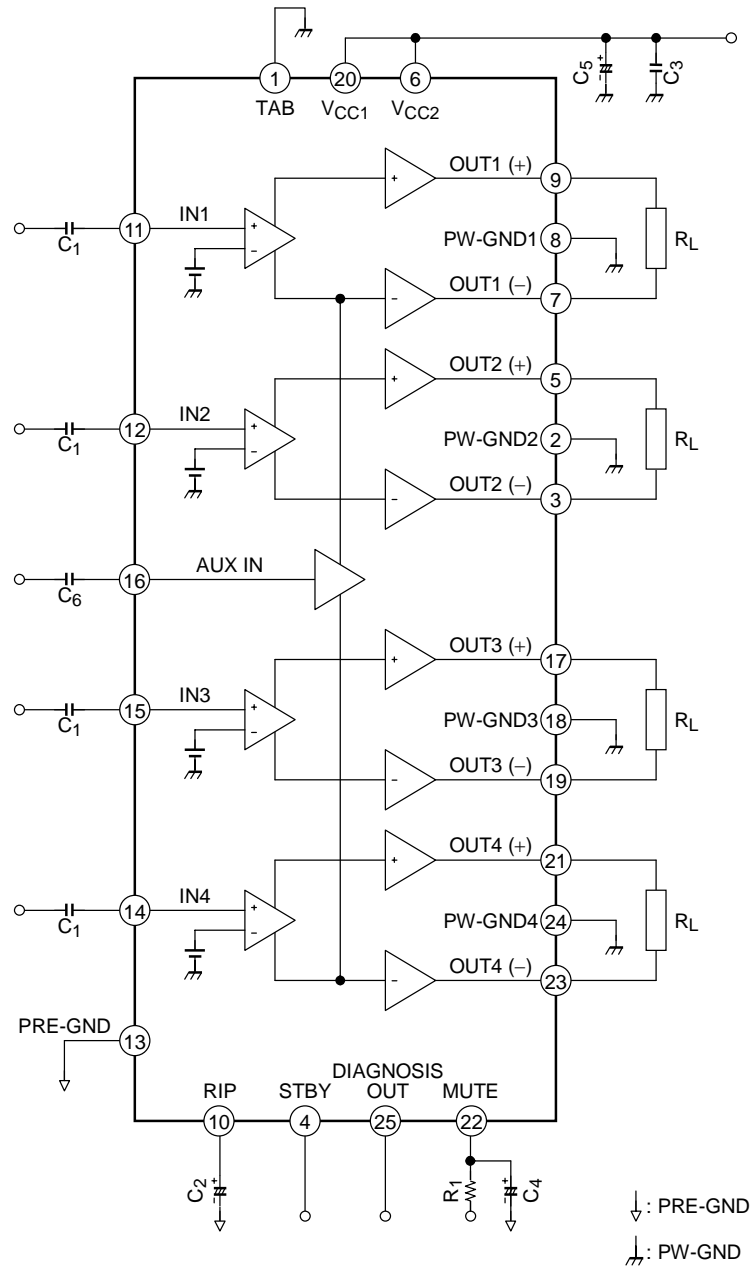 1
20
6
TAB
VCC1
VCC2
C5
-
+
C3
C1
11
IN1
+
-
+
OUT1 (+)
9
PW-GND1
8
RL
-
OUT1 (−)
7
C1
12
IN2
+
-
+
OUT2 (+)
5
PW-GND2
2
RL
-
OUT2 (−)
3
C6
16
AUX IN
C1
15
IN3
+
-
+
OUT3 (+)
17
PW-GND3
18
RL
-
OUT3 (−)
19
C1
14
IN4
+
-
+
OUT4 (+)
21
PW-GND4
24
RL
-
OUT4 (−)
23
PRE-GND
13
RIP
STBY
DIAGNOSIS
OUT
MUTE
10
4
25
22
C2
-
+
R1
-
+
C4
: PRE-GND
: PW-GND